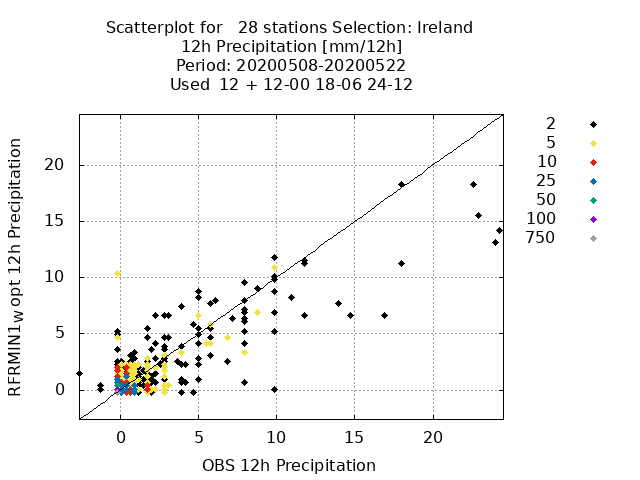 Scatterplot for   28 stations Selection: Ireland
12h Precipitation [mm/12h]
Period: 20200508-20200522
Used  12 + 12-00 18-06 24-12
2
5
10
25
50
100
750
20
15
10
5
0
RFRMIN1W opt 12h Precipitation
0 5 10 15 20
OBS 12h Precipitation